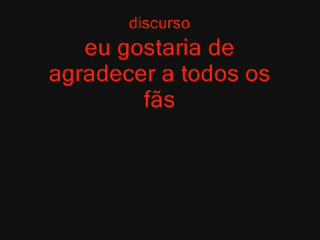 discurso
eu gostaria de
agradecer a todos os
fãs